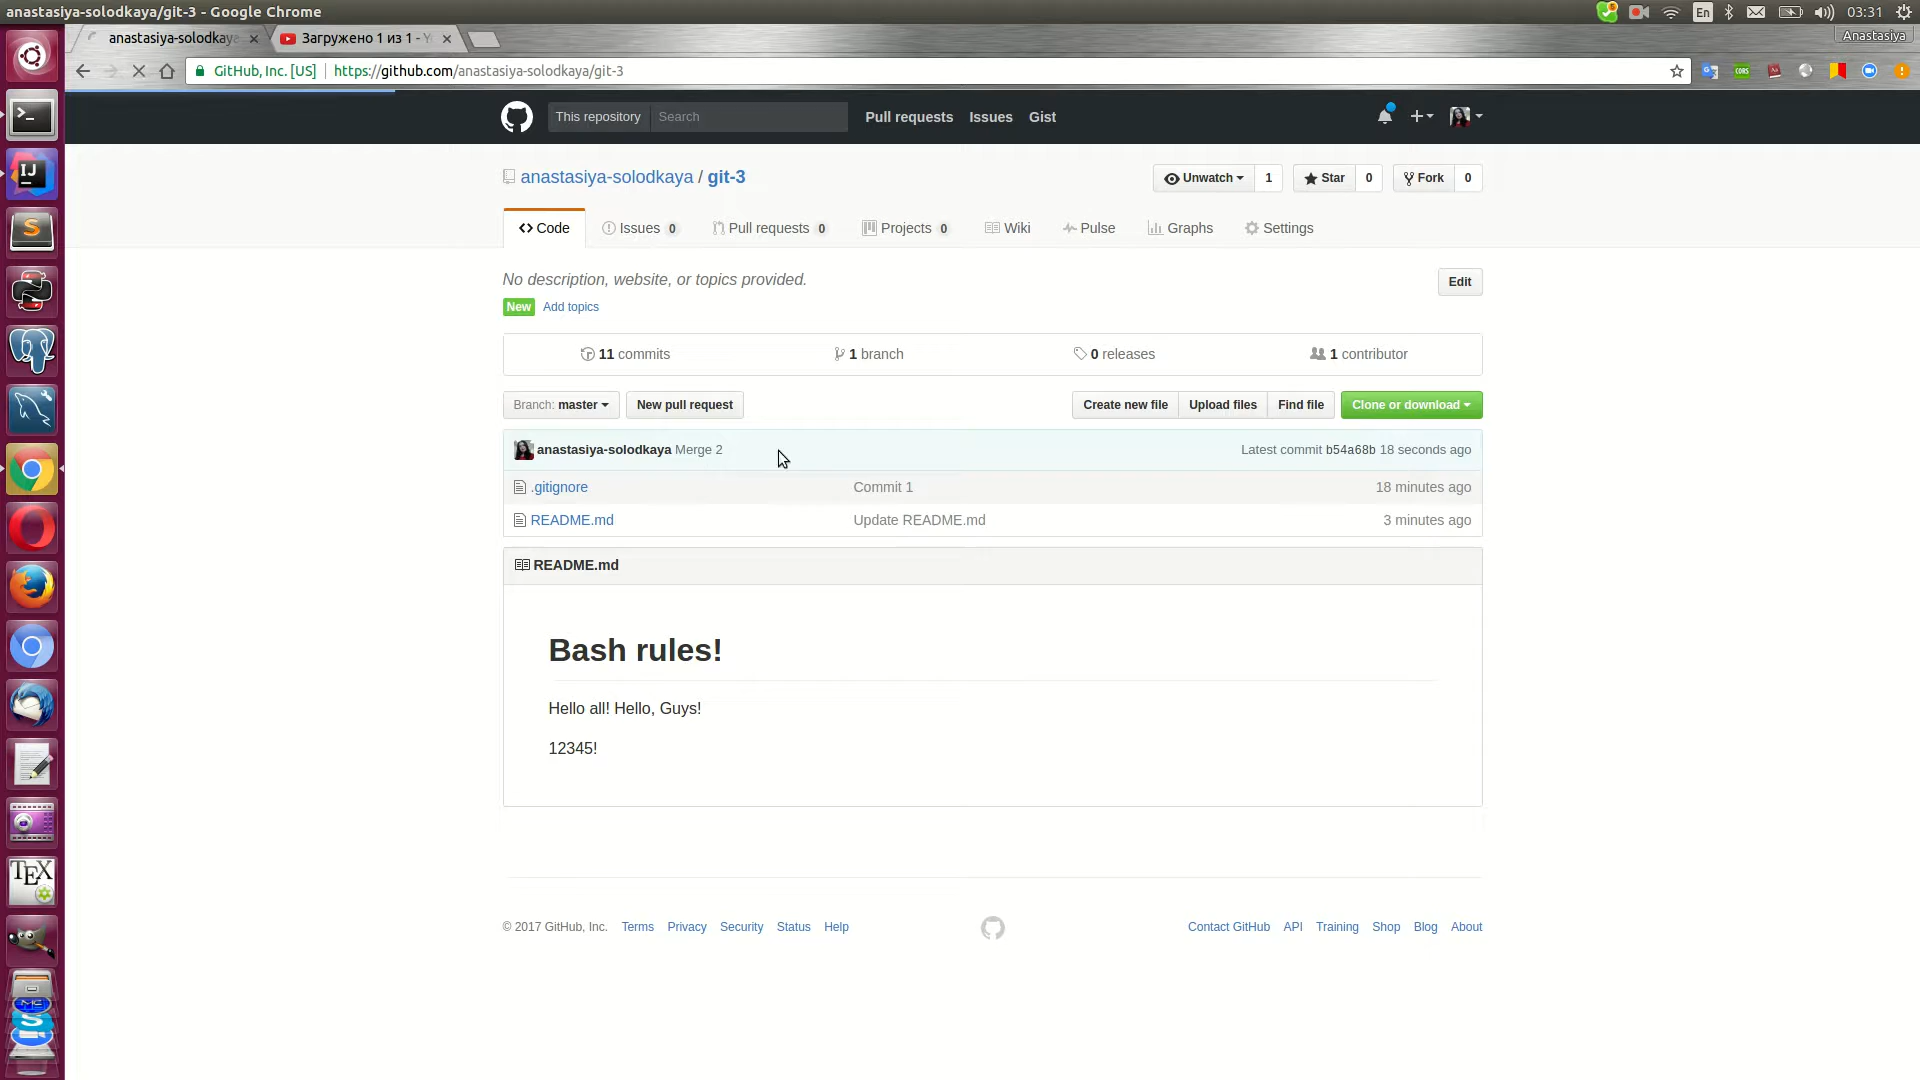 anastasiya-solodkaya/git-3 - Google Chrome
En
03:31
anastasiya-solodkaya
Загружено 1 из 1 - Y
Anastasiya
GitHub, Inc. [US]
https://github.com/anastasiya-solodkaya/git-3
CORS
This repository
Search
Pull requests
Issues
Gist
anastasiya-solodkaya / git-3
Unwatch
1
Star
0
Fork
0
Code
Issues 0
Pull requests 0
Projects 0
Wiki
Pulse
Graphs
Settings
No description, website, or topics provided.
Edit
New
Add topics
11 commits
1 branch
0 releases
1 contributor
Branch: master
New pull request
Create new file
Upload files
Find file
Clone or download
anastasiya-solodkaya Merge 2
Latest commit b54a68b 18 seconds ago
.gitignore
Commit 1
18 minutes ago
README.md
Update README.md
3 minutes ago
README.md
Bash rules!
Hello all! Hello, Guys!
12345!
© 2017 GitHub, Inc.
Terms
Privacy
Security
Status
Help
Contact GitHub
API
Training
Shop
Blog
About
IJ
S
TEX
S